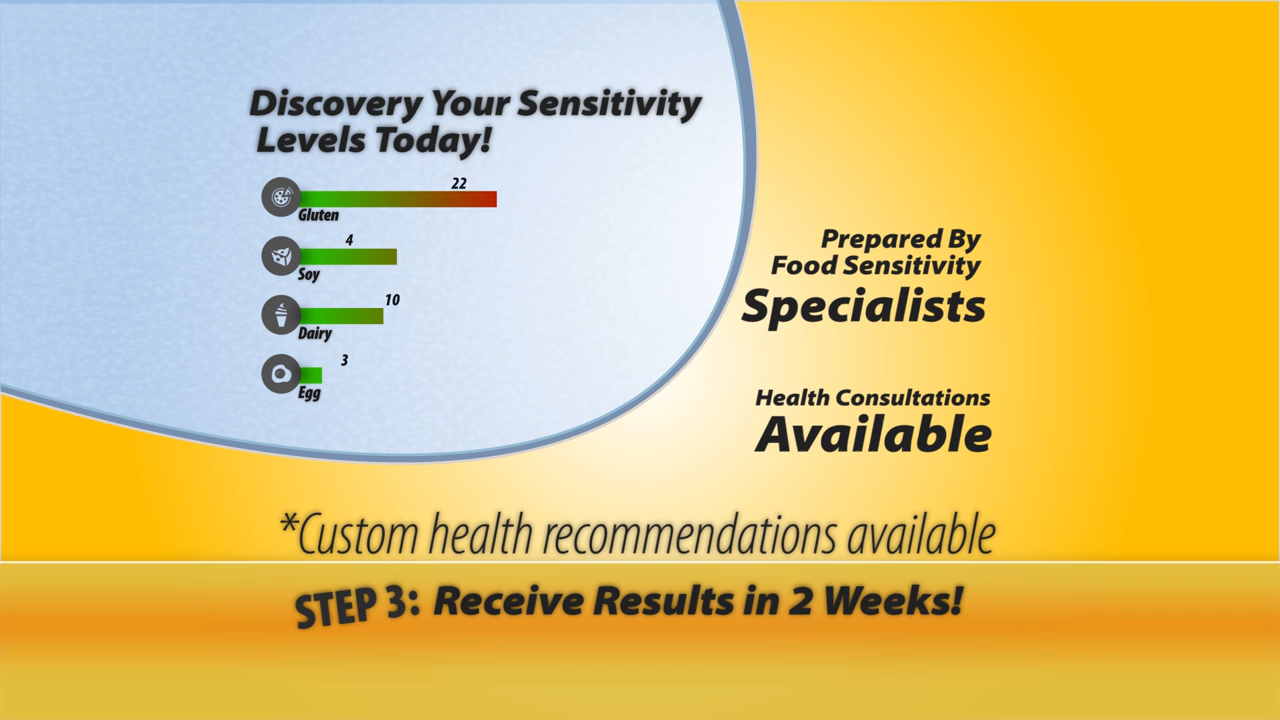 Discovery Your Sensitivity
Levels Today!
22
Gluten
4
Soy
10
Dairy
3
Egg
Prepared By
Food Sensitivity
Specialists
Health Consultations
Available
*Custom health recommendations available
STEP 3: Receive Results in 2 Weeks!